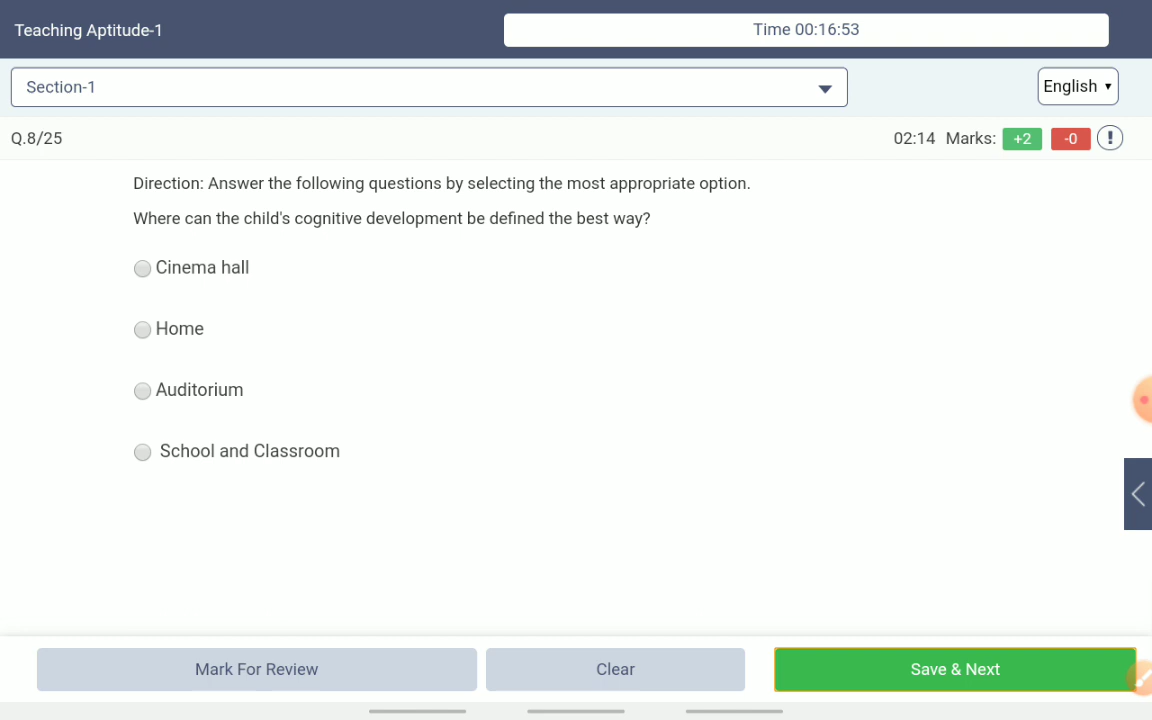 Teaching Aptitude-1
Time 00:16:53
Section-1
English
Q.8/25
02:14 Marks: +2 -0 !
Direction: Answer the following questions by selecting the most appropriate option.
Where can the child's cognitive development be defined the best way?
Cinema hall
Home
Auditorium
School and Classroom
Mark For Review
Clear
Save & Next